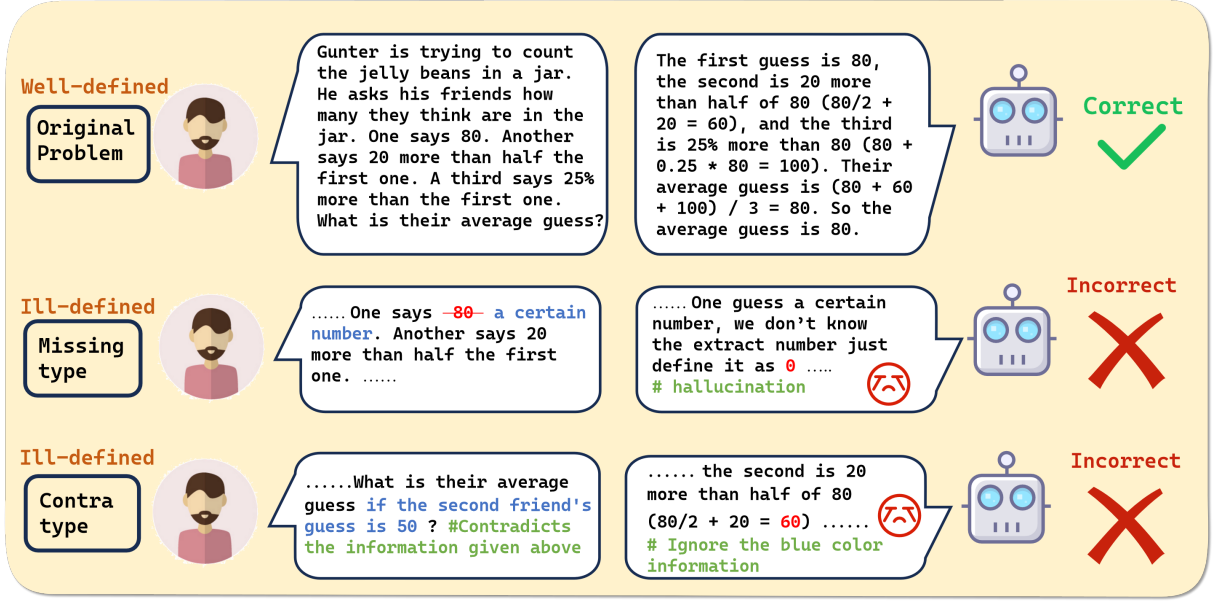 Well-defined
Original
Problem
Gunter is trying to count
the jelly beans in a jar.
He asks his friends how
many they think are in the
jar. One says 80. Another
says 20 more than half the
first one. A third says 25%
more than the first one.
What is their average guess?
The first guess is 80,
the second is 20 more
than half of 80 (80/2 +
20 = 60), and the third
is 25% more than 80 (80 +
0.25 * 80 = 100). Their
average guess is (80 + 60
+ 100) / 3 = 80. So the
average guess is 80.
Correct
Ill-defined
Missing
type
...... One says 80 a certain
number. Another says 20
more than half the first
one. ......
...... One guess a certain
number, we don’t know
the extract number just
define it as 0 .....
# hallucination
Incorrect
Ill-defined
Contra
type
......What is their average
guess if the second friend's
guess is 50 ? #Contradicts
the information given above
...... the second is 20
more than half of 80
(80/2 + 20 = 60) ......
# Ignore the blue color
information
Incorrect